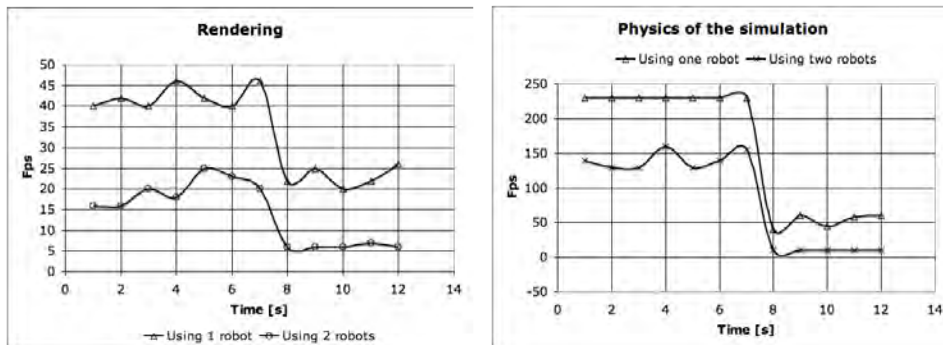 Rendering
50
45
40
35
30
25
20
15
10
5
0
Fps
0 2 4 6 8 10 12 14
Time [s]
Using 1 robot Using 2 robots
Physics of the simulation
Using one robot Using two robots
250
200
150
100
50
0
-50
Fps
0 2 4 6 8 10 12 14
Time [s]